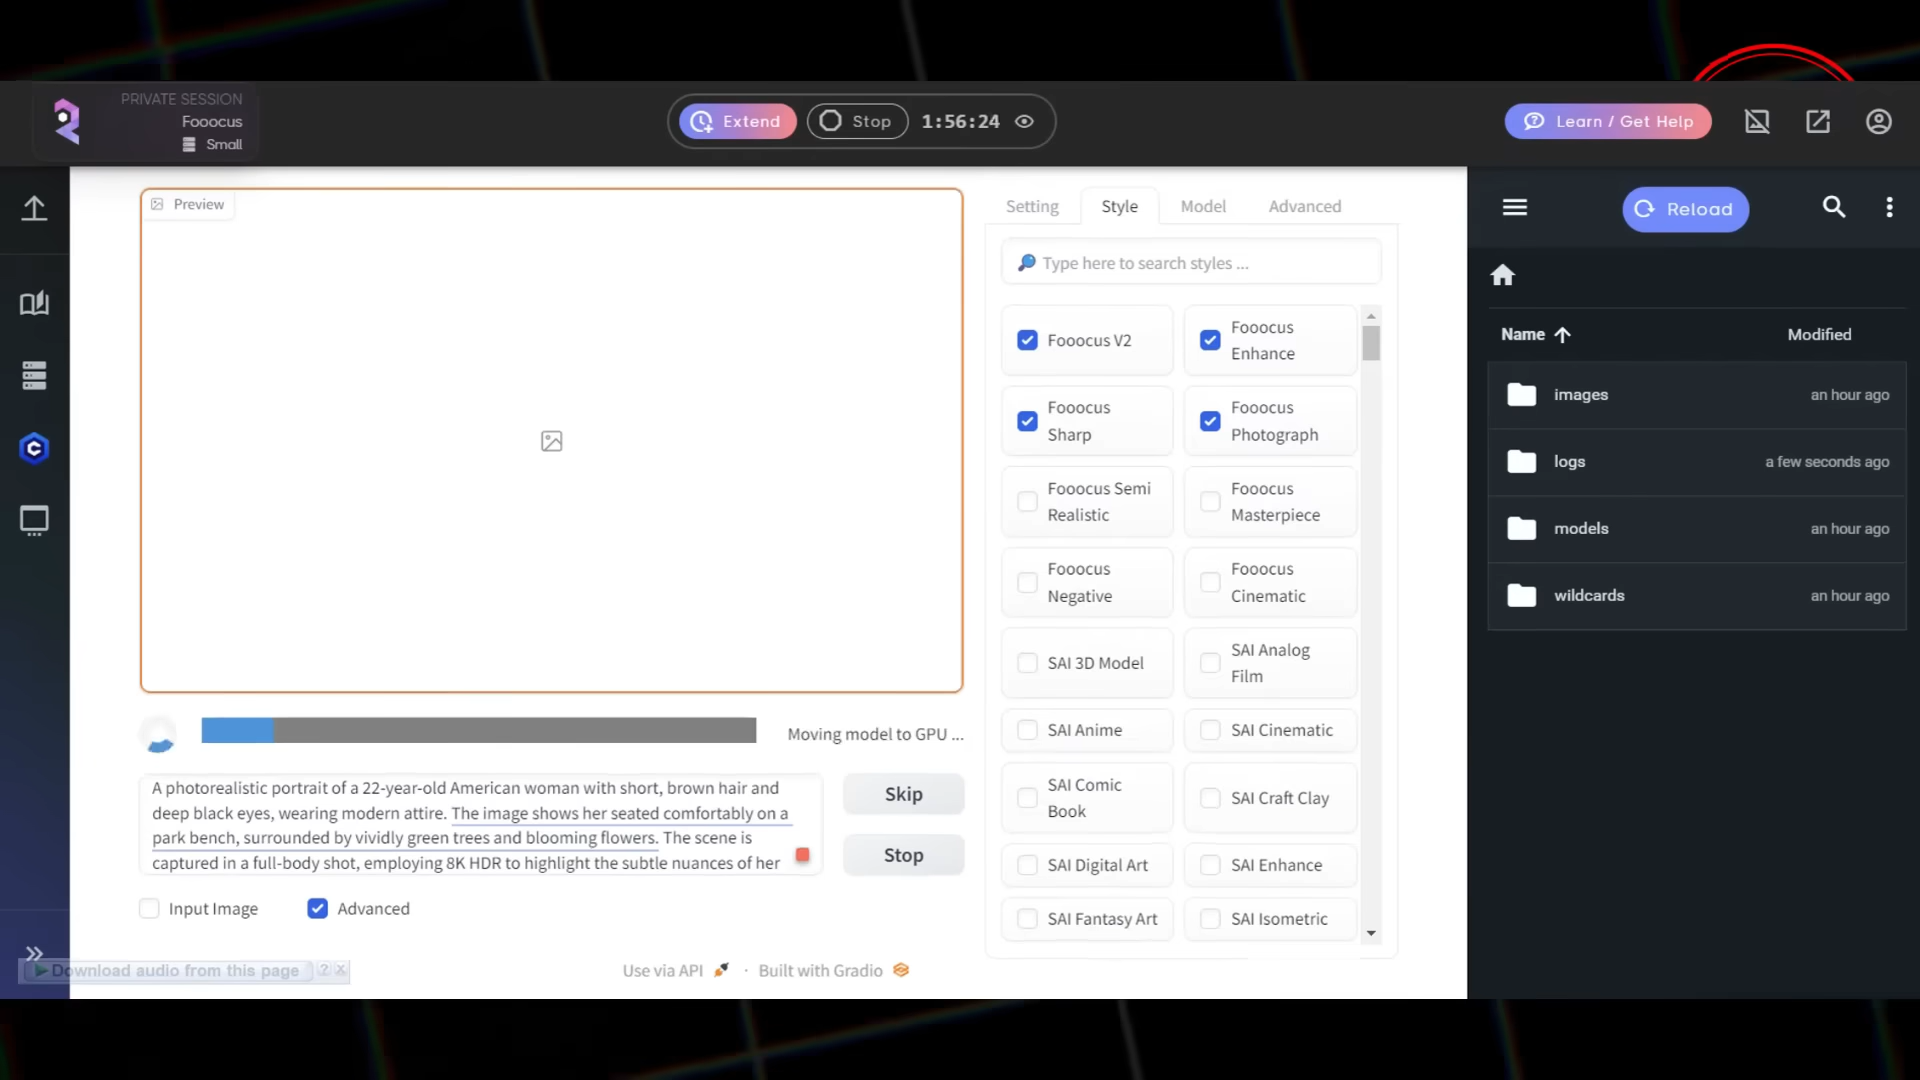 PRIVATE SESSION
Fooocus
Small
Extend
Stop
1:56:24
Learn / Get Help
Preview
Setting
Style
Model
Advanced
Type here to search styles ...
Fooocus V2
Fooocus
Enhance
Fooocus
Sharp
Fooocus
Photograph
Fooocus Semi
Realistic
Fooocus
Masterpiece
Fooocus
Negative
Fooocus
Cinematic
SAI 3D Model
SAI Analog
Film
SAI Anime
SAI Cinematic
SAI Comic
Book
SAI Craft Clay
SAI Digital Art
SAI Enhance
SAI Fantasy Art
SAI Isometric
Moving model to GPU ...
A photorealistic portrait of a 22-year-old American woman with short, brown hair and
deep black eyes, wearing modern attire. The image shows her seated comfortably on a
park bench, surrounded by vividly green trees and blooming flowers. The scene is
captured in a full-body shot, employing 8K HDR to highlight the subtle nuances of her
Skip
Stop
Input Image
Advanced
Download audio from this page
? X
Use via API
·
Built with Gradio
Reload
Name
Modified
images
an hour ago
logs
a few seconds ago
models
an hour ago
wildcards
an hour ago